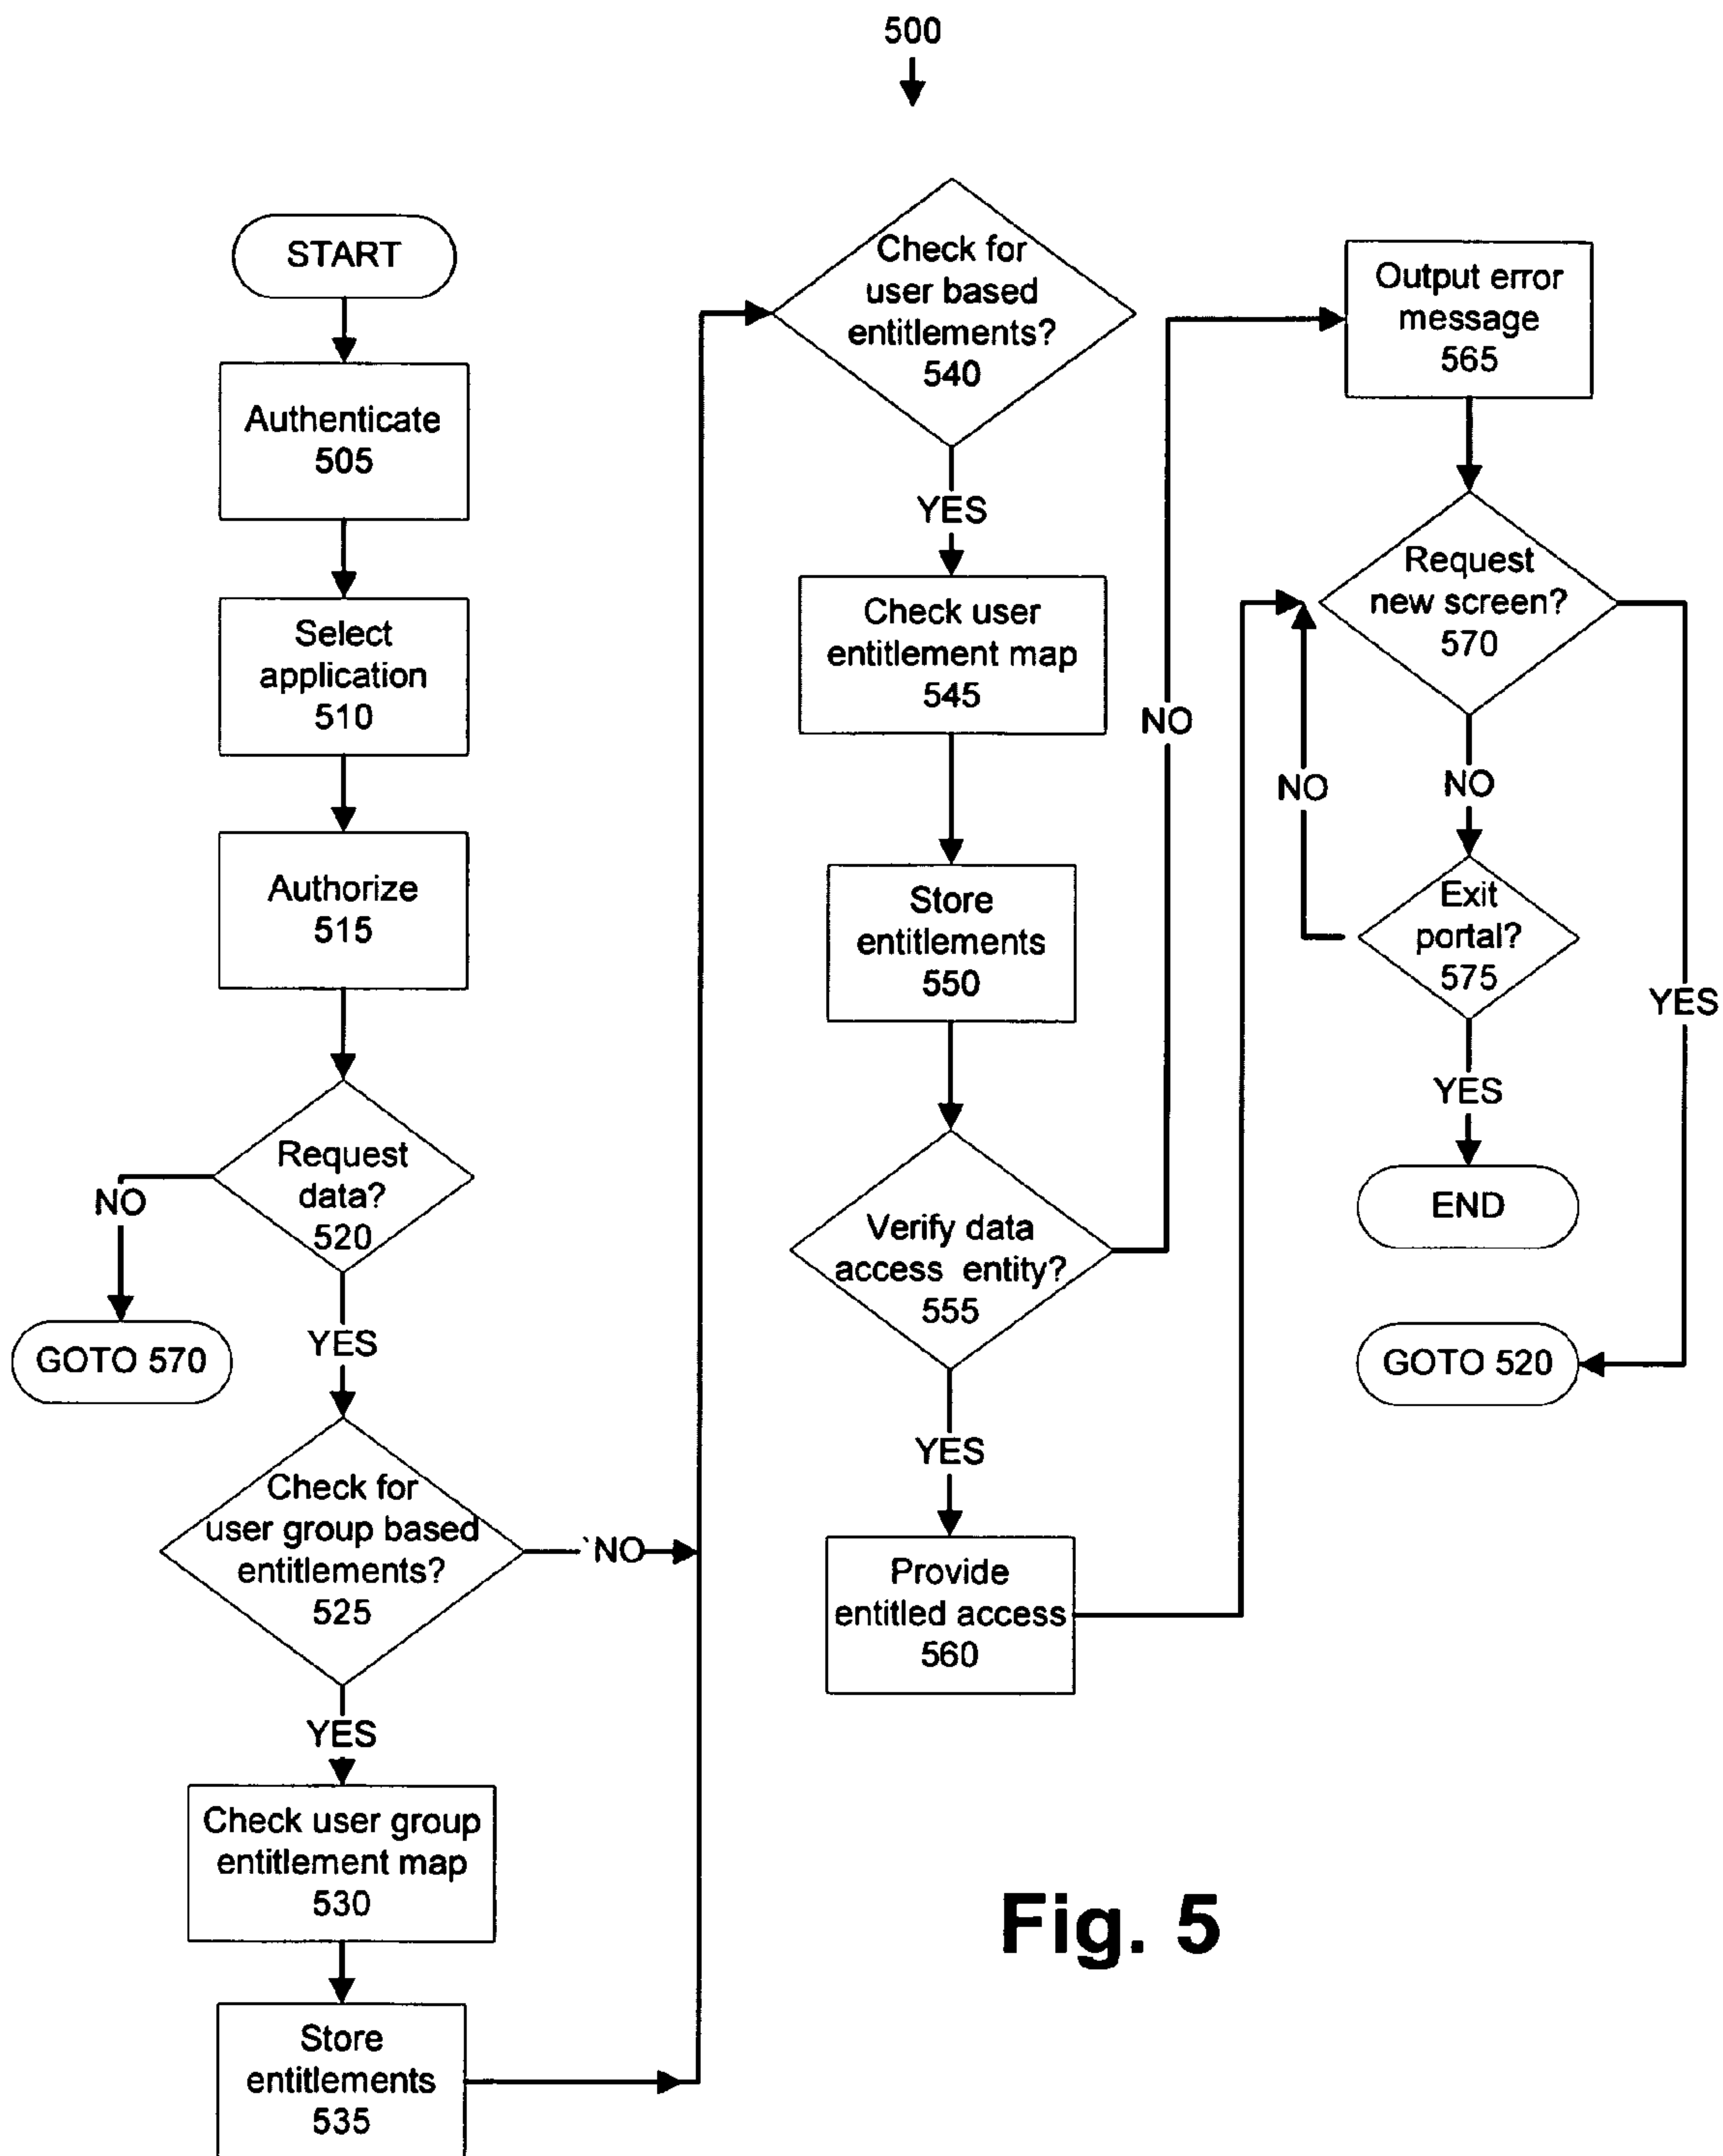 500
START
Authenticate
505
Select
application
510
Authorize
515
Request
data?
520
NO
GOTO 570
YES
Check for
user group based
entitlements?
525
`NO
YES
Check user group
entitlement map
530
Store
entitlements
535
Check for
user based
entitlements?
540
YES
Check user
entitlement map
545
Store
entitlements
550
Verify data
access entity?
555
NO
YES
Provide
entitled access
560
Output error
message
565
Request
new screen?
570
NO
NO
Exit
portal?
575
YES
YES
END
GOTO 520
Fig. 5